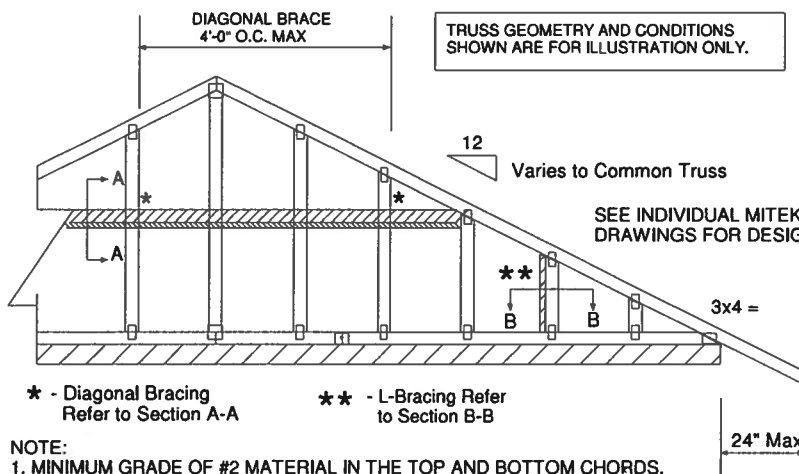 DIAGONAL BRACE
4'-0" O.C. MAX
TRUSS GEOMETRY AND CONDITIONS
SHOWN ARE FOR ILLUSTRATION ONLY.
12
Varies to Common Truss
A
*
*
SEE INDIVIDUAL MITEK
DRAWINGS FOR DESIG
A
**
B B
3x4 =
* - Diagonal Bracing
Refer to Section A-A
** - L-Bracing Refer
to Section B-B
24" Max
NOTE:
1. MINIMUM GRADE OF #2 MATERIAL IN THE TOP AND BOTTOM CHORDS.